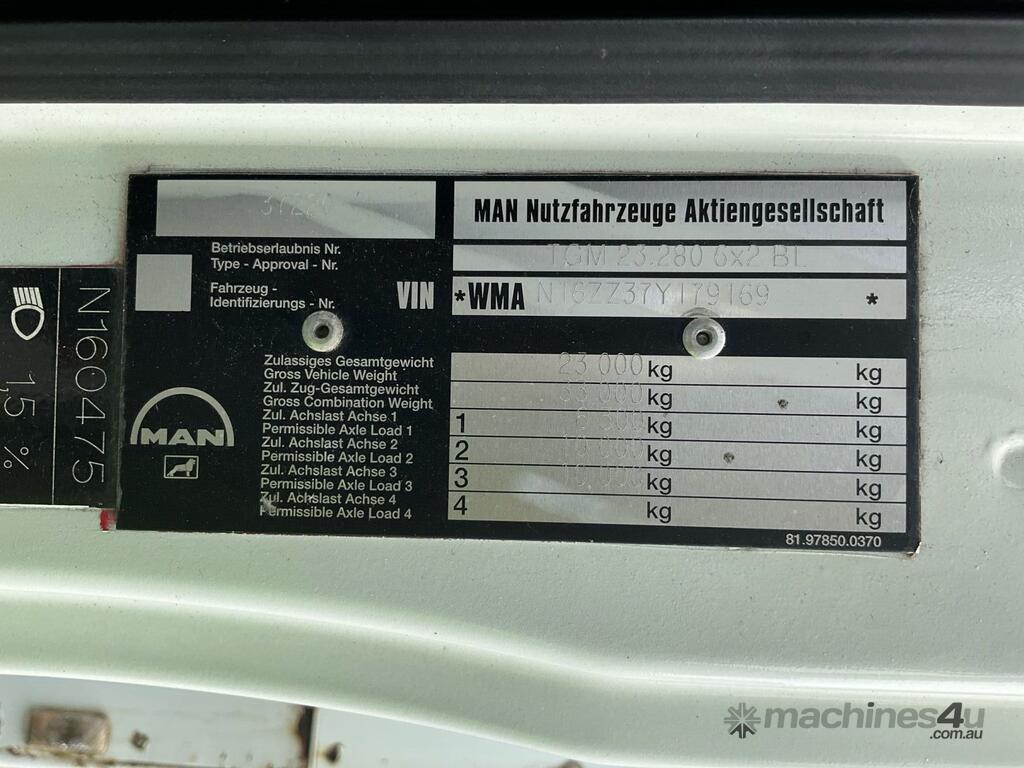 MAN Nutzfahrzeuge Aktiengesellschaft
Betriebserlaubnis Nr.
Type - Approval - Nr.
TGM 23.280 6x2 BL
Fahrzeug -
Identifizierungs - Nr.
VIN
*WMA N16ZZ37Y179169 *
Zulassiges Gesamtgewicht
Gross Vehicle Weight
23 000 kg kg
Zul. Zug-Gesamtgewicht
Gross Combination Weight
33 000 kg kg
Zul. Achslast Achse 1
Permissible Axle Load 1
1 kg kg
Zul. Achslast Achse 2
Permissible Axle Load 2
2 kg kg
Zul. Achslast Achse 3
Permissible Axle Load 3
3 kg kg
Zul. Achslast Achse 4
Permissible Axle Load 4
4 kg kg
MAN
81.97850.0370
N160475
1,5 %
machines4u
.com.au